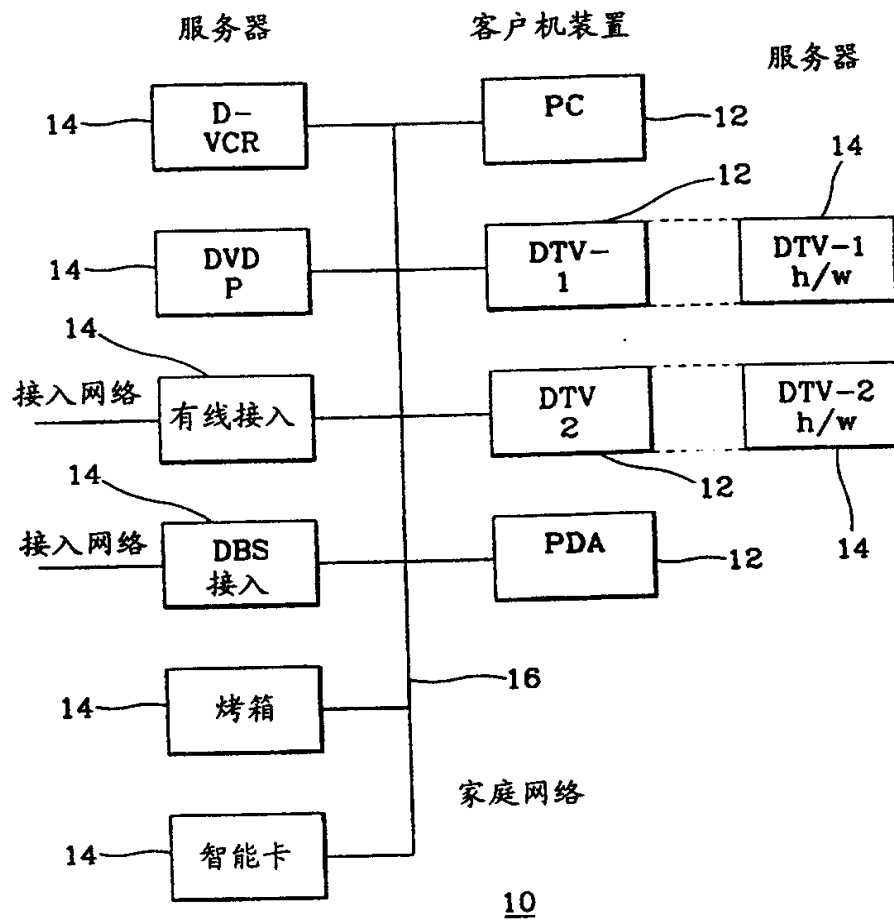 服务器
客户机装置
服务器
14
D-
VCR
PC
12
14
DVD
P
12
DTV-
1
14
DTV-1
h/w
接入网络
14
有线接入
DTV
2
12
DTV-2
h/w
14
接入网络
14
DBS
接入
PDA
12
14
烤箱
16
14
智能卡
家庭网络
10